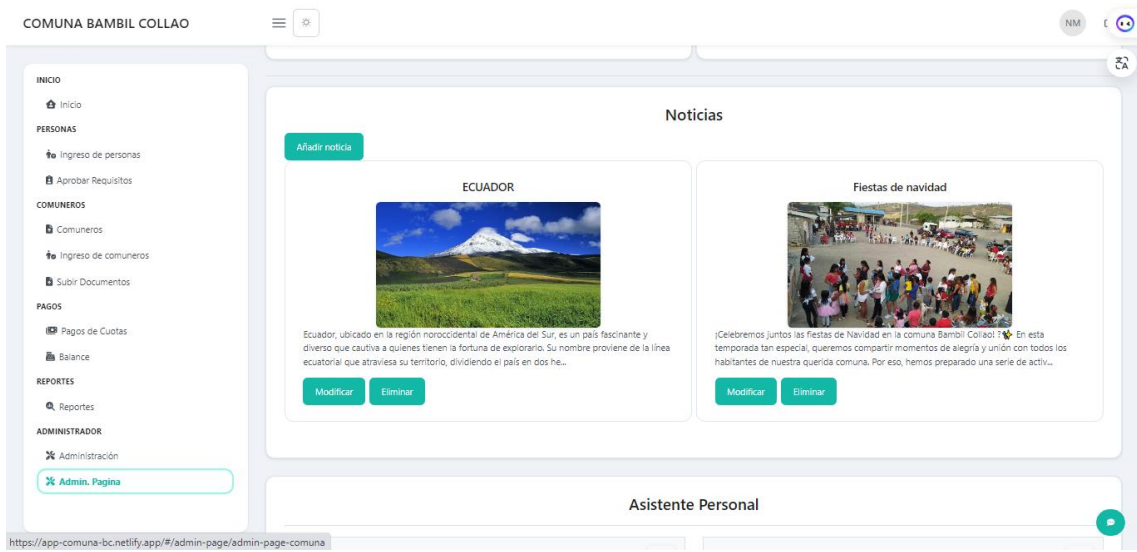 COMUNA BAMBIL COLLAO
NM
INICIO
Inicio
PERSONAS
Ingreso de personas
Aprobar Requisitos
COMUNEROS
Comuneros
Ingreso de comuneros
Subir Documentos
PAGOS
Pagos de Cuotas
Balance
REPORTES
Reportes
ADMINISTRADOR
Administración
Admin. Pagina
Noticias
Añadir noticia
ECUADOR
Ecuador, ubicado en la región noroccidental de América del Sur, es un país fascinante y
diverso que cautiva a quienes tienen la fortuna de explorarlo. Su nombre proviene de la línea
ecuatorial que atraviesa su territorio, dividiendo el país en dos he...
Modificar
Eliminar
Fiestas de navidad
¡Celebremos juntos las fiestas de Navidad en la comuna Bambil Collao! ?✨ En esta
temporada tan especial, queremos compartir momentos de alegría y unión con todos los
habitantes de nuestra querida comuna. Por eso, hemos preparado una serie de activ...
Modificar
Eliminar
Asistente Personal
https://app-comuna-bc.netlify.app/#/admin-page/admin-page-comuna